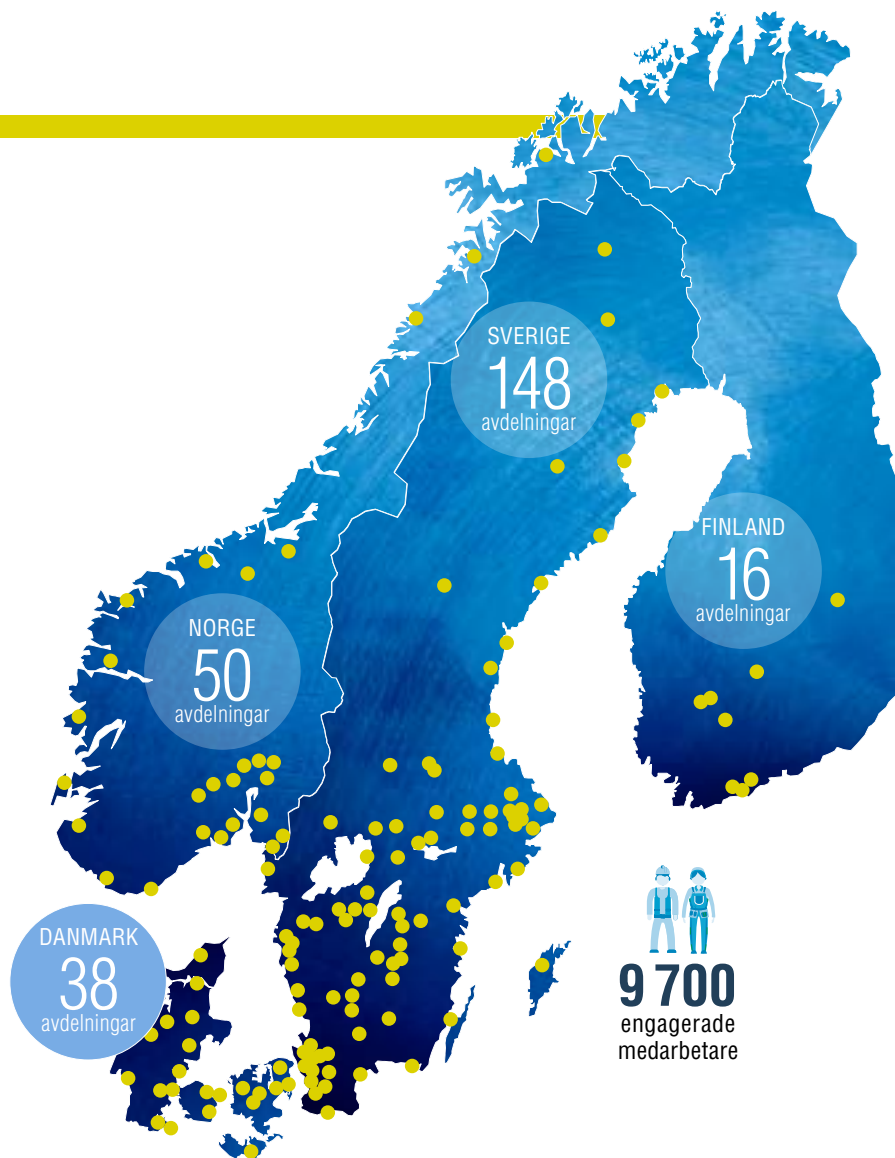 SVERIGE
148
avdelningar
FINLAND
16
avdelningar
NORGE
50
avdelningar
DANMARK
38
avdelningar
9 700
engagerade
medarbetare